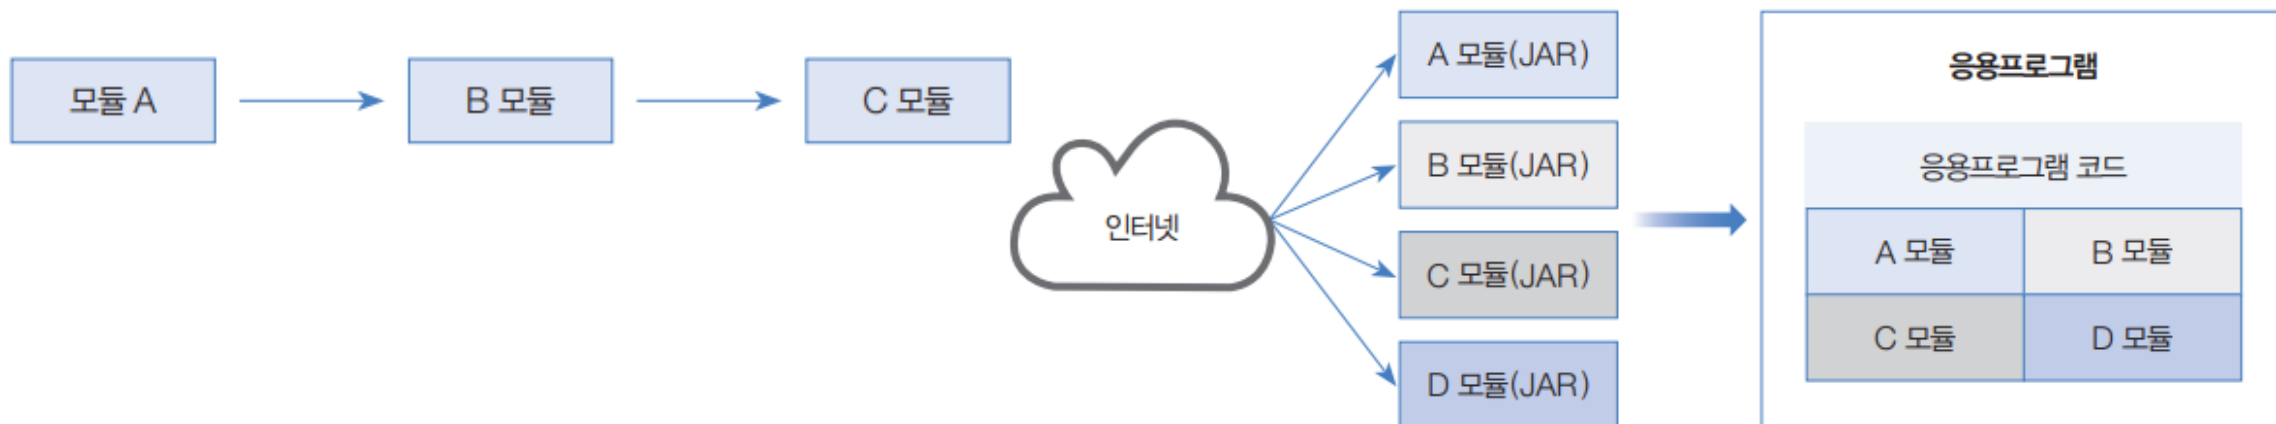 모듈 A
B 모듈
C 모듈
인터넷
A 모듈(JAR)
B 모듈(JAR)
C 모듈(JAR)
D 모듈(JAR)
응용프로그램
응용프로그램 코드
A 모듈
B 모듈
C 모듈
D 모듈